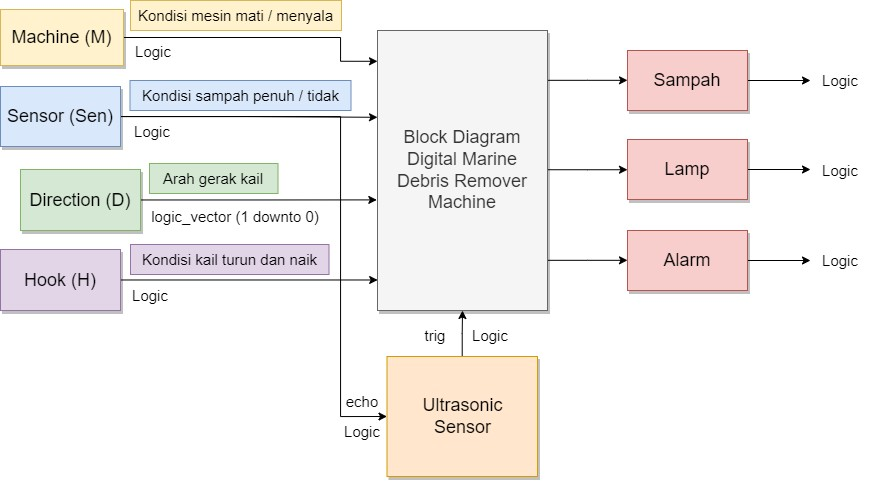 Machine (M)
Kondisi mesin mati / menyala
Logic
Sensor (Sen)
Kondisi sampah penuh / tidak
Logic
Direction (D)
Arah gerak kail
logic_vector (1 downto 0)
Hook (H)
Kondisi kail turun dan naik
Logic
Block Diagram
Digital Marine
Debris Remover
Machine
Sampah
Logic
Lamp
Logic
Alarm
Logic
trig
Logic
echo
Logic
Ultrasonic
Sensor